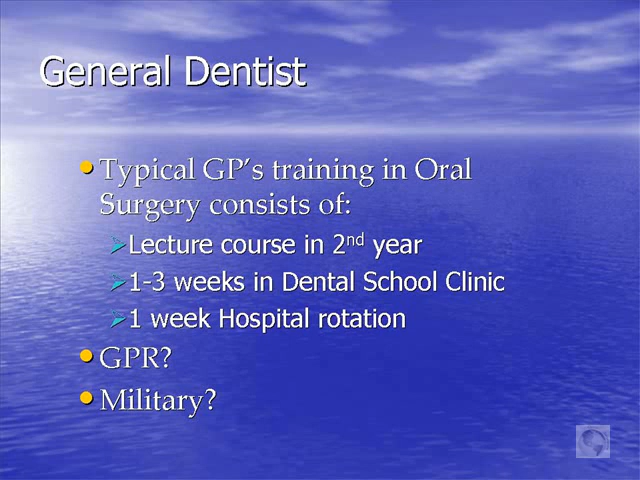 General Dentist
• Typical GP’s training in Oral
Surgery consists of:
➢Lecture course in 2nd year
➢1-3 weeks in Dental School Clinic
➢1 week Hospital rotation
• GPR?
• Military?